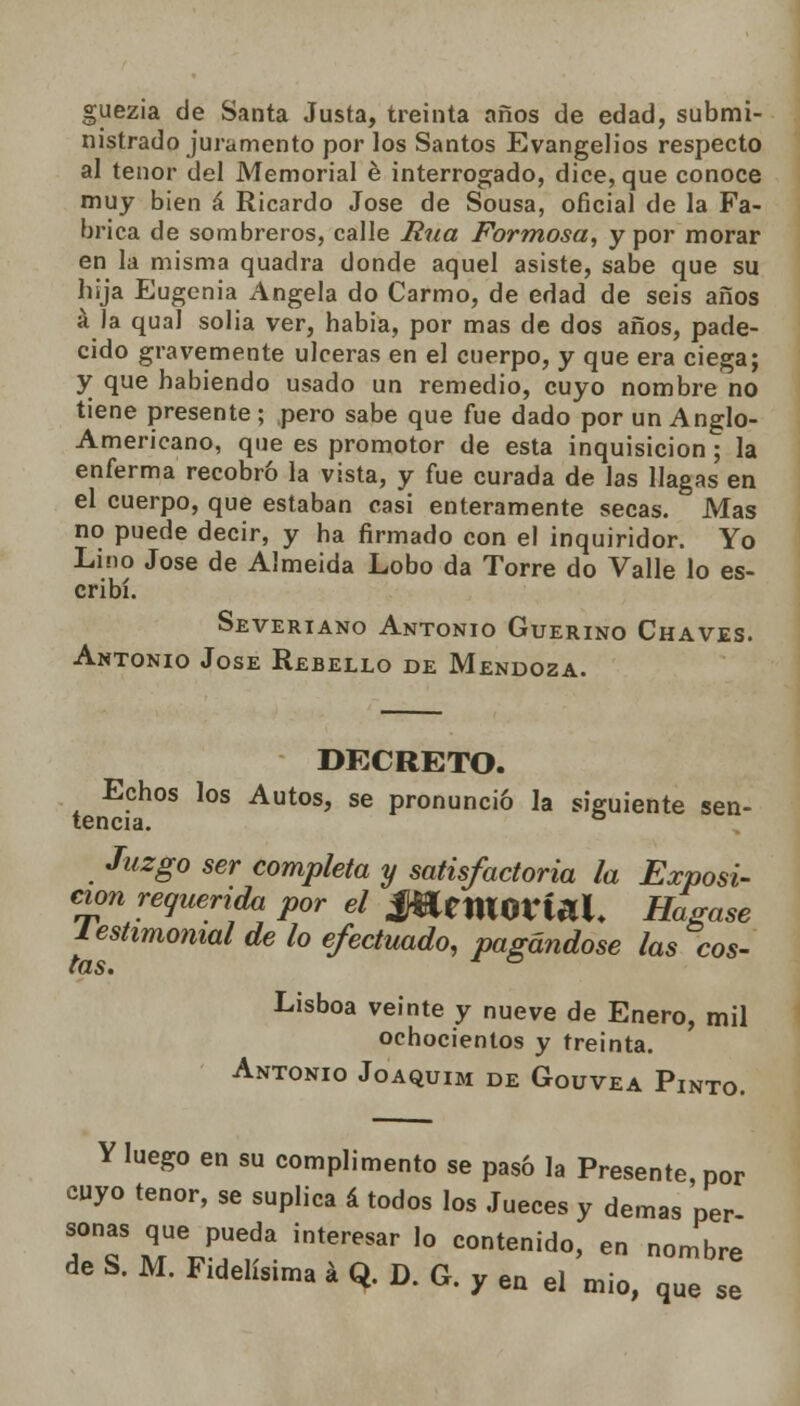 guezia de Santa Justa, treinta años de edad, submi-
nistrado juramento por los Santos Evangelios respecto
al tenor del Memorial è interrogado, dice, que conoce
muy bien á Ricardo Jose de Sousa, oficial de la Fa-
brica de sombreros, calle Rua Formosa, y por morar
en la misma quadra donde aquel asiste, sabe que su
hija Eugenia Angela do Carmo, de edad de seis años
à la qual solia ver, habia, por mas de dos años, pade-
cido gravemente ulceras en el cuerpo, y que era ciega;
y que habiendo usado un remedio, cuyo nombre no
tiene presente; pero sabe que fue dado por un Anglo-
Americano, que es promotor de esta inquisicion; la
enferma recobró la vista, y fue curada de las llagas en
el cuerpo, que estaban casi enteramente secas. Mas
no puede decir, y ha firmado con el inquiridor. Yo
Lino Jose de Almeida Lobo da Torre do Valle lo es-
cribí.
Severiano Antonio Guerino Chaves.
Antonio Jose Rebello de Mendoza.
DECRETO.
Echos los Autos, se pronunció la siguiente sen-
tencia.
Juzgo ser completa y satisfactoria la Exposi-
cion requerida por el Memorial. Hagase
Testimonial de lo efectuado, pagándose las cos-
tas.
Lisboa veinte y nueve de Enero, mil
ochocientos y treinta.
Antonio Joaquim de Gouvea Pinto.
Y luego en su complimento se pasó la Presente, por
cuyo tenor, se suplica á todos los Jueces y demas per-
sonas que pueda interesar lo contenido, en nombre
de S. M. Fidelísima à Q. D. G. y en el mio, que se